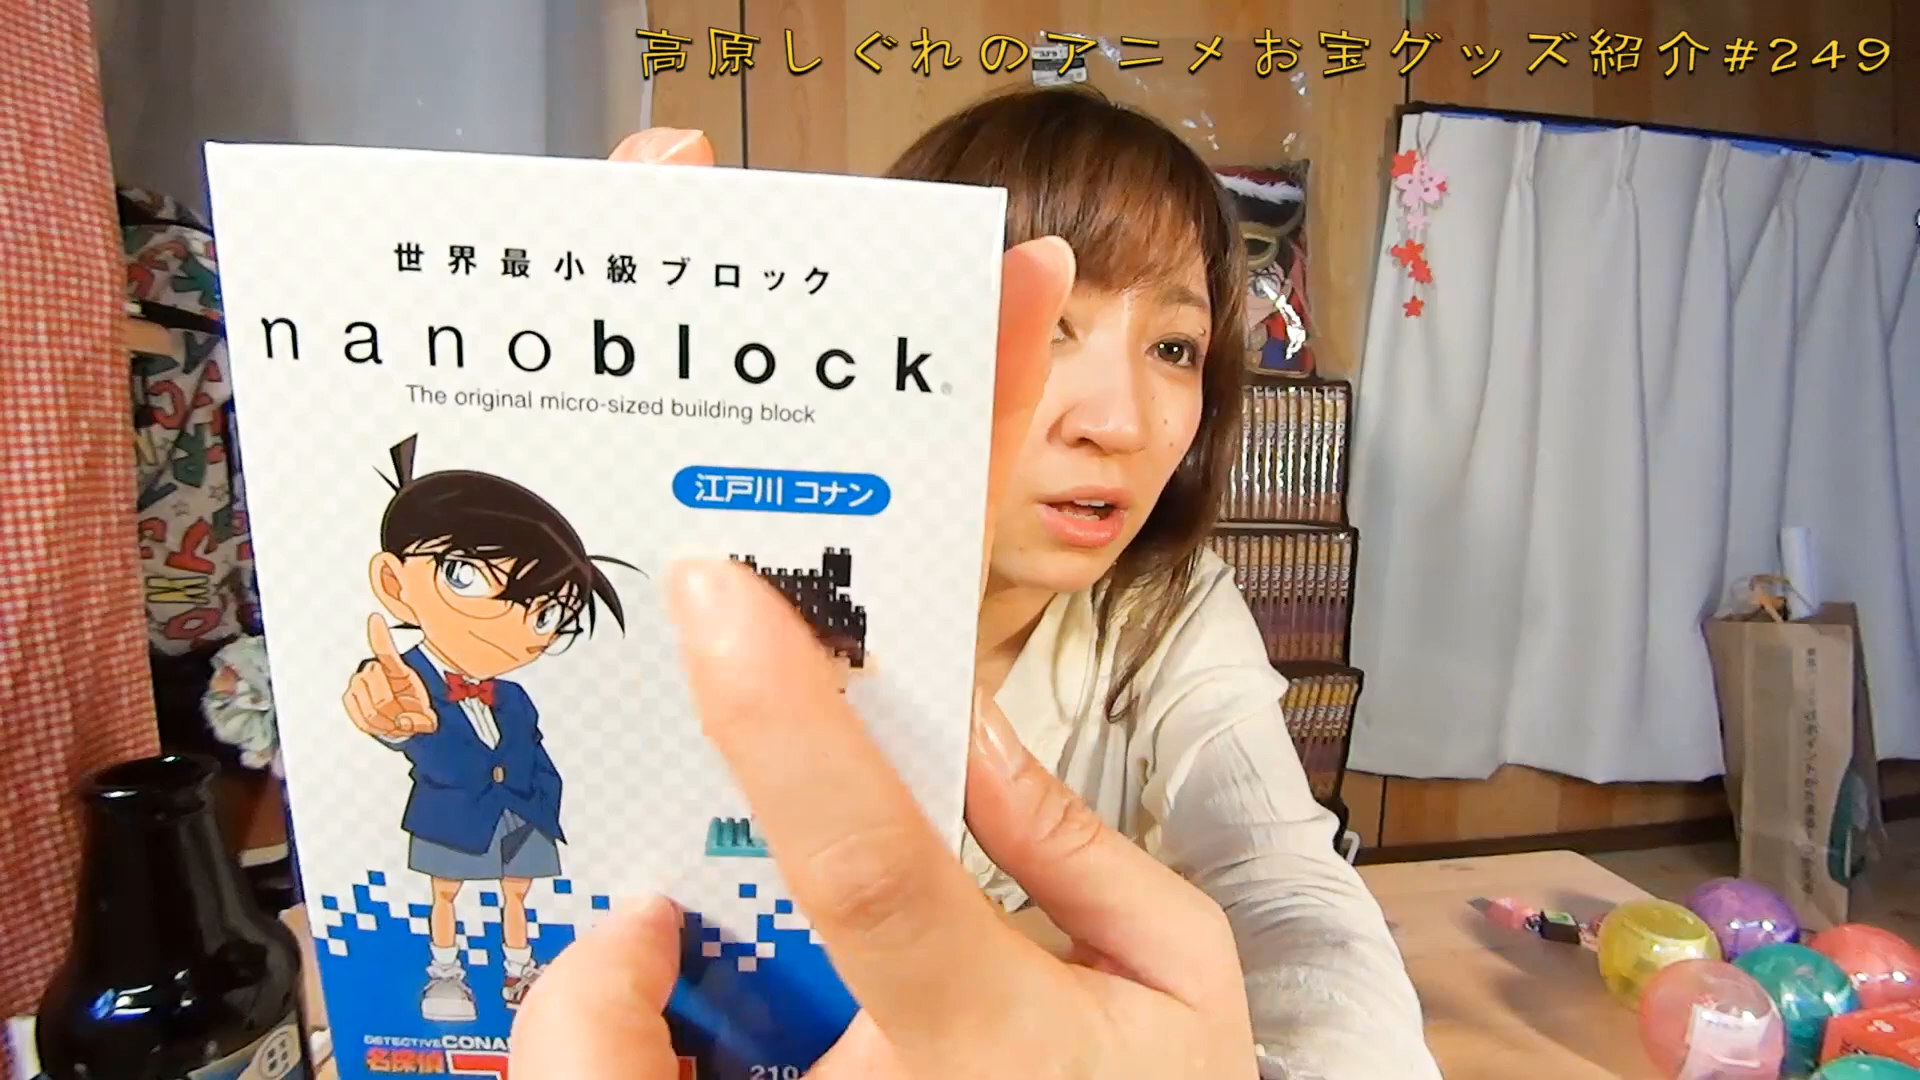 高原しぐれのアニメお宝グッズ紹介#249
世界最小級ブロック
nanoblock
The original micro-sized building block
江戸川 コナン
DETECTIVE CONA
名探偵
210